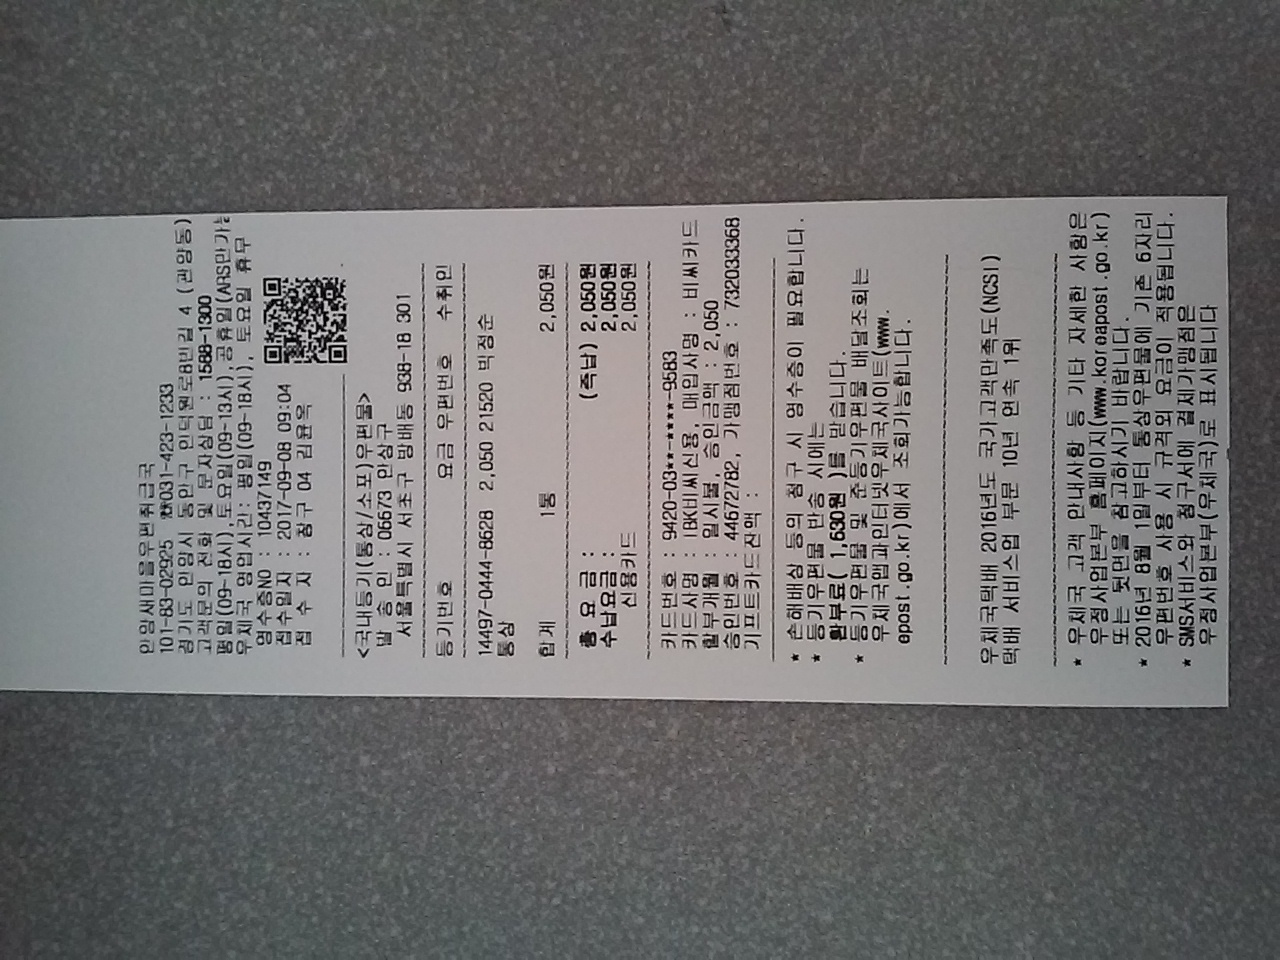 안양새마을우편취급국
101-83-02925 ☎031-423-1233
경기도 안양시 동안구 인덕원로8번길 4 (관양동)
고객문의 전화 및 문자상담 : 1588-1300
평일(09-18시),토요일(09-13시),공휴일(ARS만가능
우체국 영업시간: 평일(09-18시), 토요일 휴무
영수증NO : 10437149
접수일자 : 2017-09-08 09:04
접 수 자 : 창구 04 김윤옥
<국내등기(통상/소포)우편물>
발 송 인 : 06673 안상구
서울특별시 서초구 방배동 938-18 301
등기번호 요금 우편번호 수취인
14497-0444-8628 2,050 21520 박정순
통상
합계 1통 2,050원
총 요 금 : (즉납) 2,050원
수납요금 : 2,050원
신용카드 2,050원
카드번호 : 9420-03**-****-9583
카드사명 : IBK비씨신용, 매입사명 : 비씨카드
할부개월 : 일시불, 승인금액 : 2,050
승인번호 : 44672782, 가맹점번호 : 732033368
기프트카드잔액 :
* 손해배상 등의 청구 시 영수증이 필요합니다.
* 등기우편물 반송 시에는
환부료( 1,630원 )를 받습니다.
* 등기우편물 및 준등기우편물 배달조회는
우체국앱과인터넷우체국사이트(www.
epost.go.kr)에서 조회가능합니다.
우체국택배 2016년도 국가고객만족도(NCSI)
택배 서비스업 부문 10년 연속 1위
* 우체국 고객 안내사항 등 기타 자세한 사항은
우정사업본부 홈페이지(www.koreapost.go.kr)
또는 뒷면을 참고하시기 바랍니다.
* 2016년 8월 1일부터 통상우편물에 기존 6자리
우편번호 사용 시 규격외 요금이 적용됩니다.
* SMS서비스와 청구서에 결제가맹점은
우정사업본부(우체국)로 표시됩니다